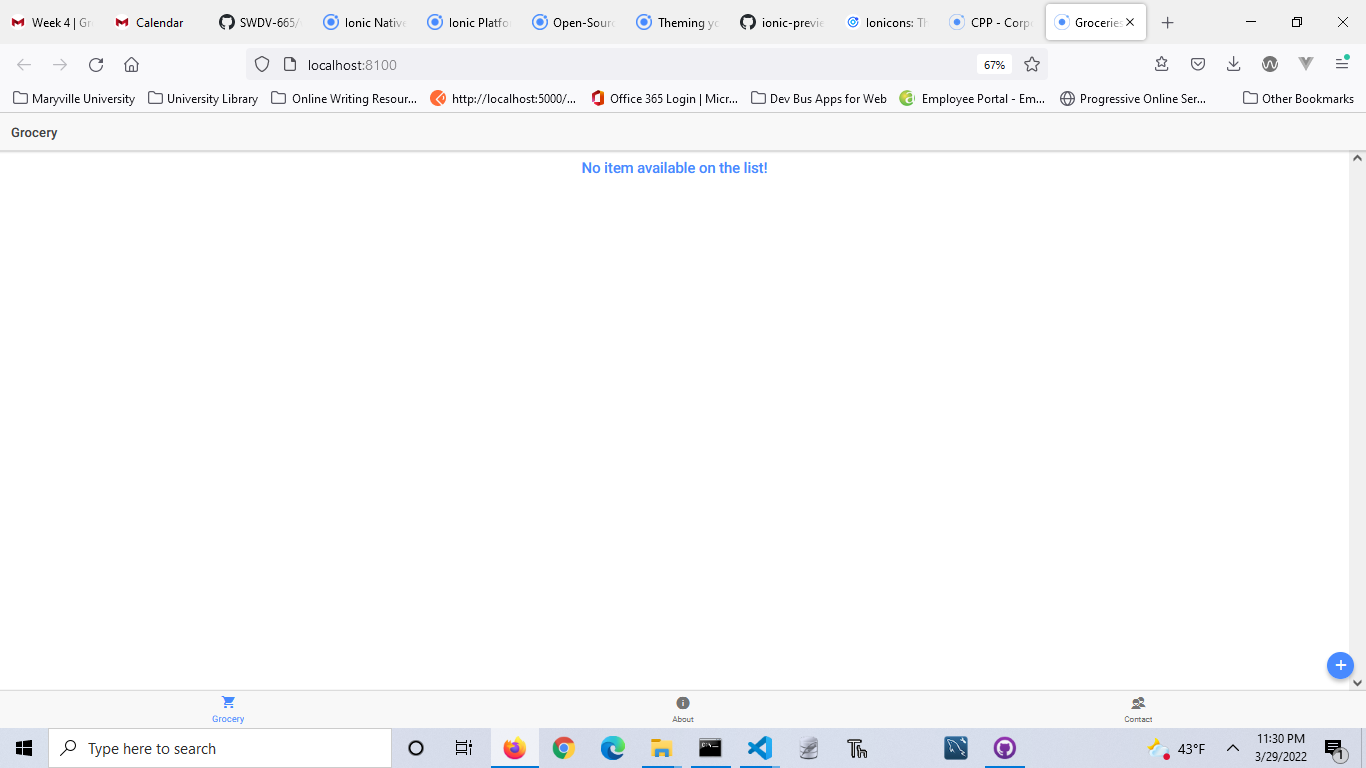 Week 4 | Gr
Calendar
SWDV-665/
Ionic Native
Ionic Platfo
Open-Sourc
Theming yo
ionic-previe
Ionicons: Th
CPP - Corpe
Groceries
localhost:8100
67%
Maryville University
University Library
Online Writing Resour...
http://localhost:5000/...
Office 365 Login | Micr...
Dev Bus Apps for Web
Employee Portal - Em...
Progressive Online Ser...
Other Bookmarks
Grocery
No item available on the list!
Grocery
About
Contact
Type here to search
43°F
11:30 PM
3/29/2022
1